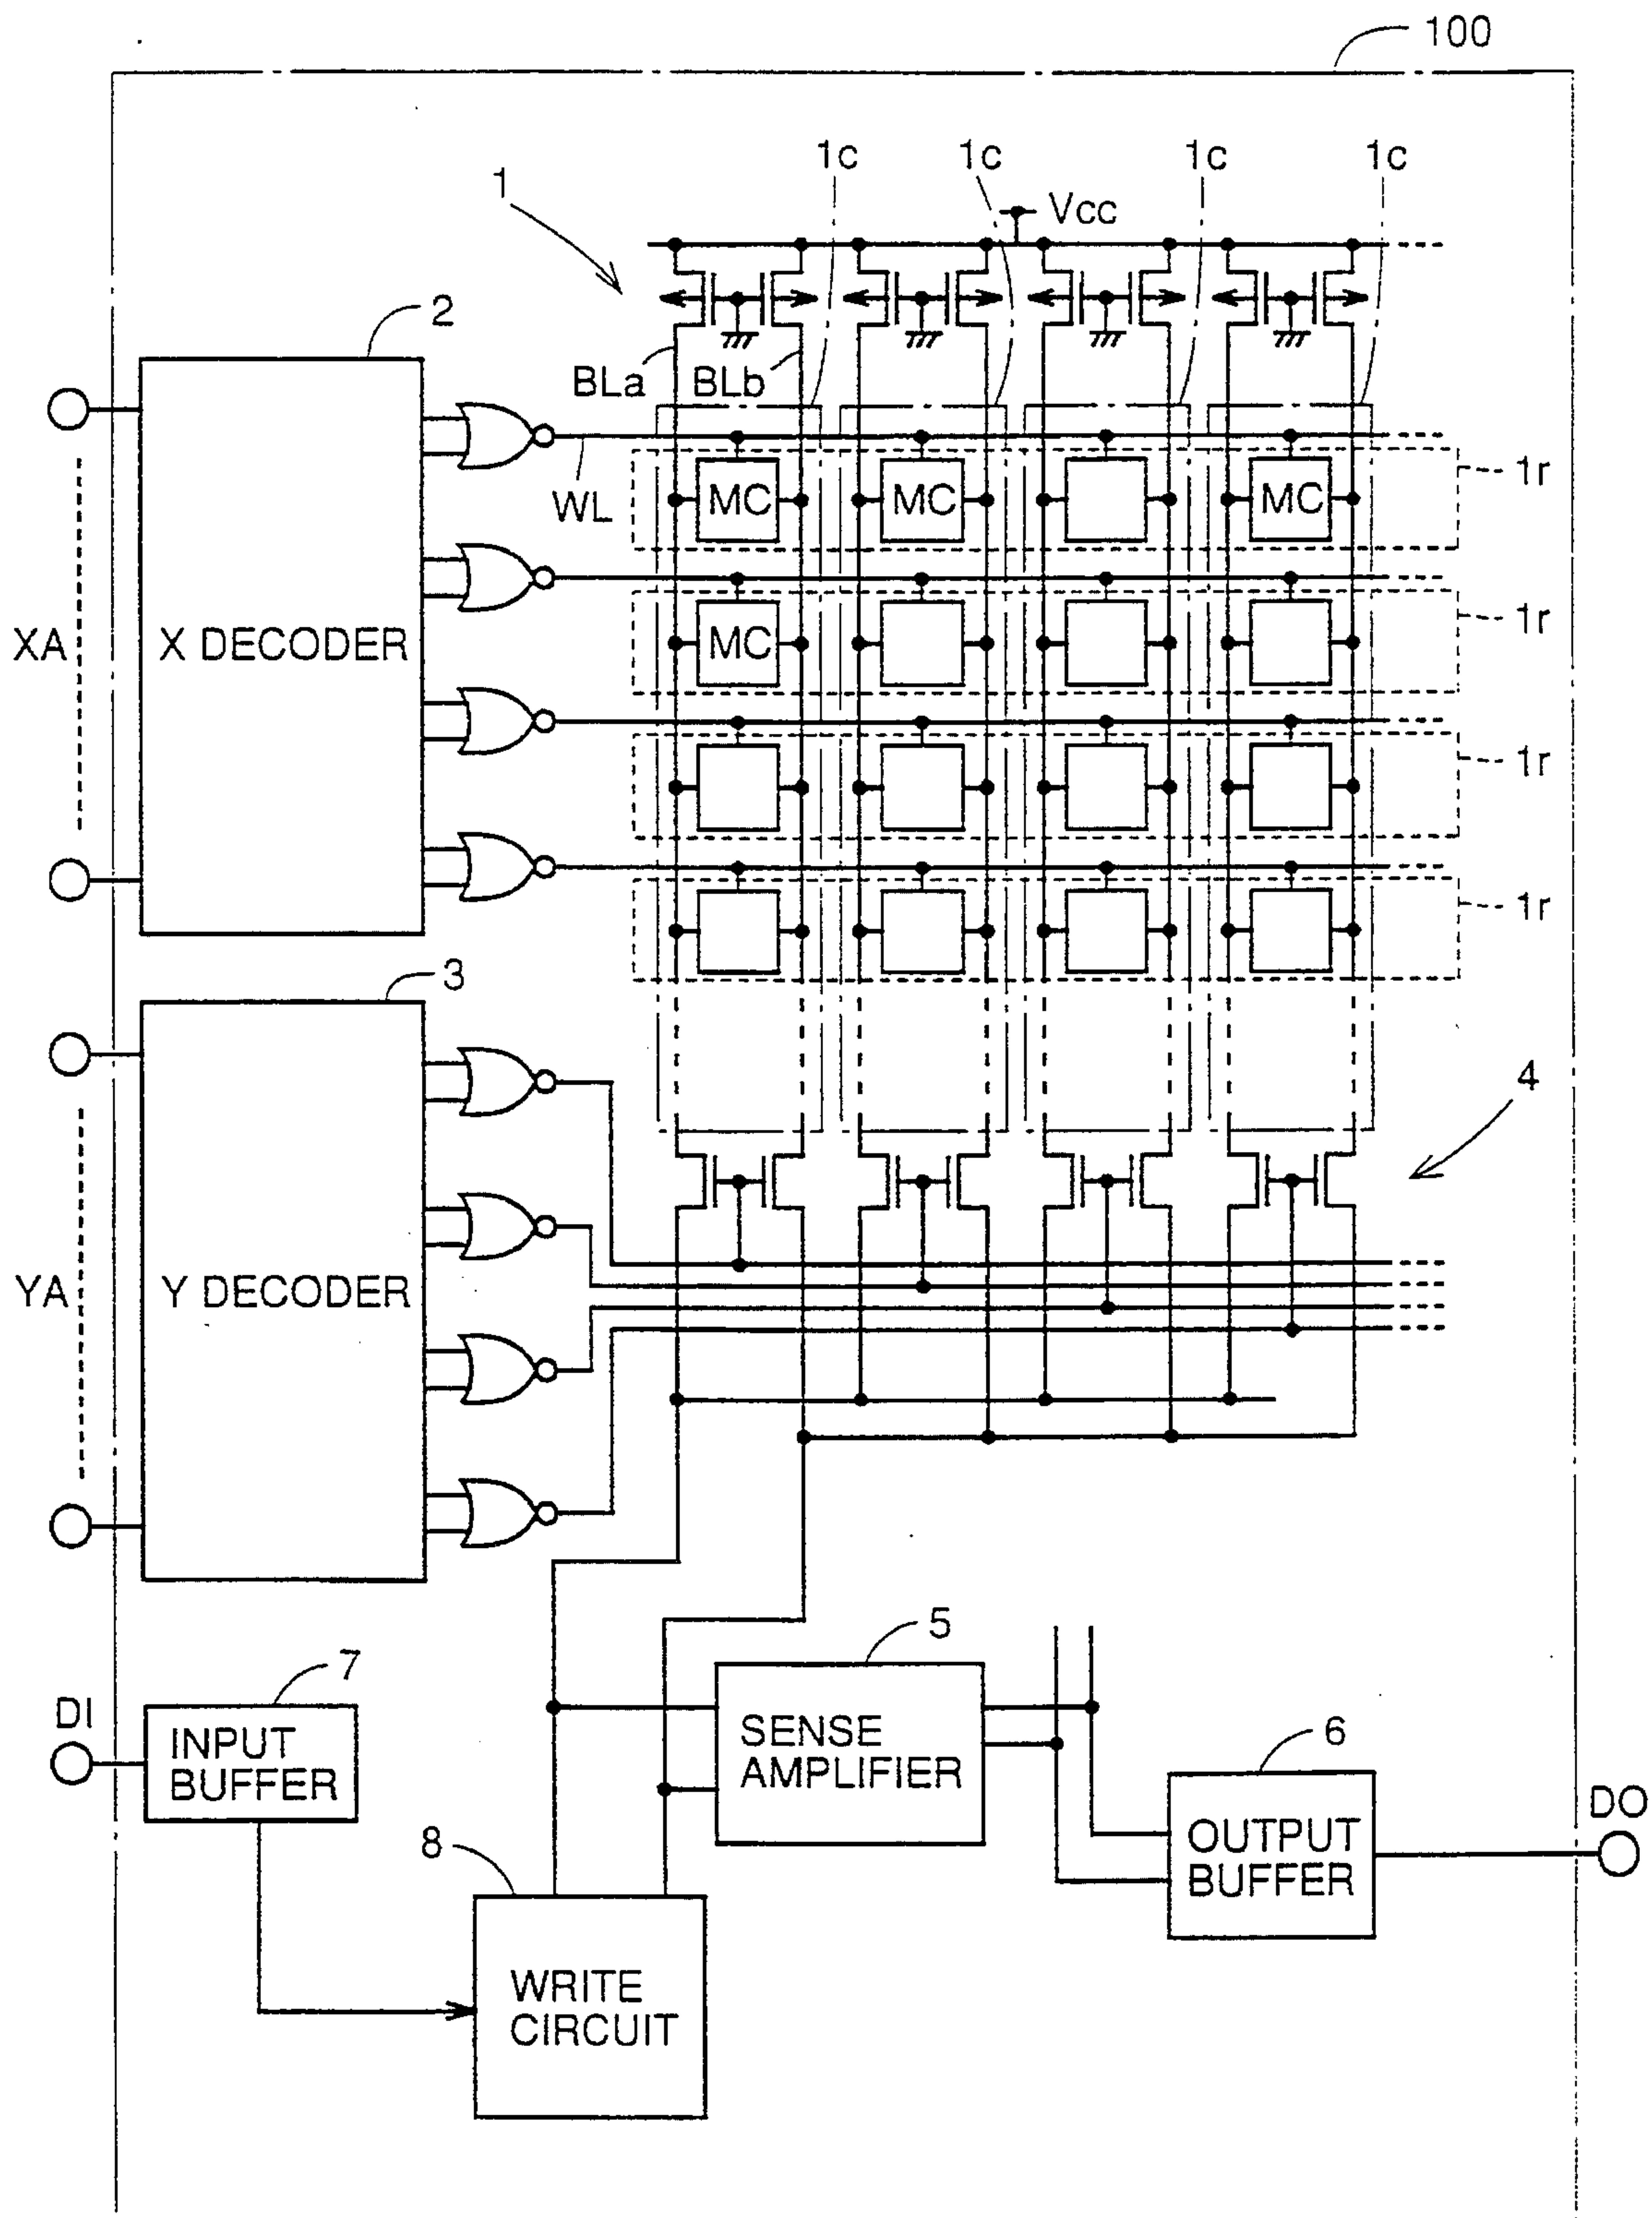 100
1c 1c 1c 1c
1
Vcc
2
BLa BLb
WL
MC MC MC
1r
XA
X DECODER
MC
1r
1r
1r
3
4
YA
Y DECODER
5
7
DI
INPUT
BUFFER
SENSE
AMPLIFIER
6
DO
OUTPUT
BUFFER
8
WRITE
CIRCUIT